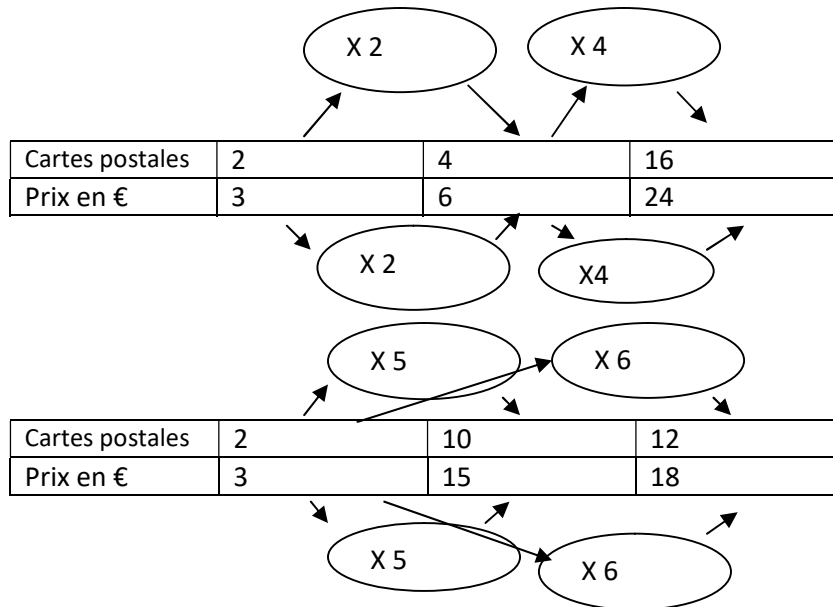 X 2 X 4
Cartes postales 2 4 16
Prix en € 3 6 24
X 2 X4
X 5 X 6
Cartes postales 2 10 12
Prix en € 3 15 18
X 5 X 6